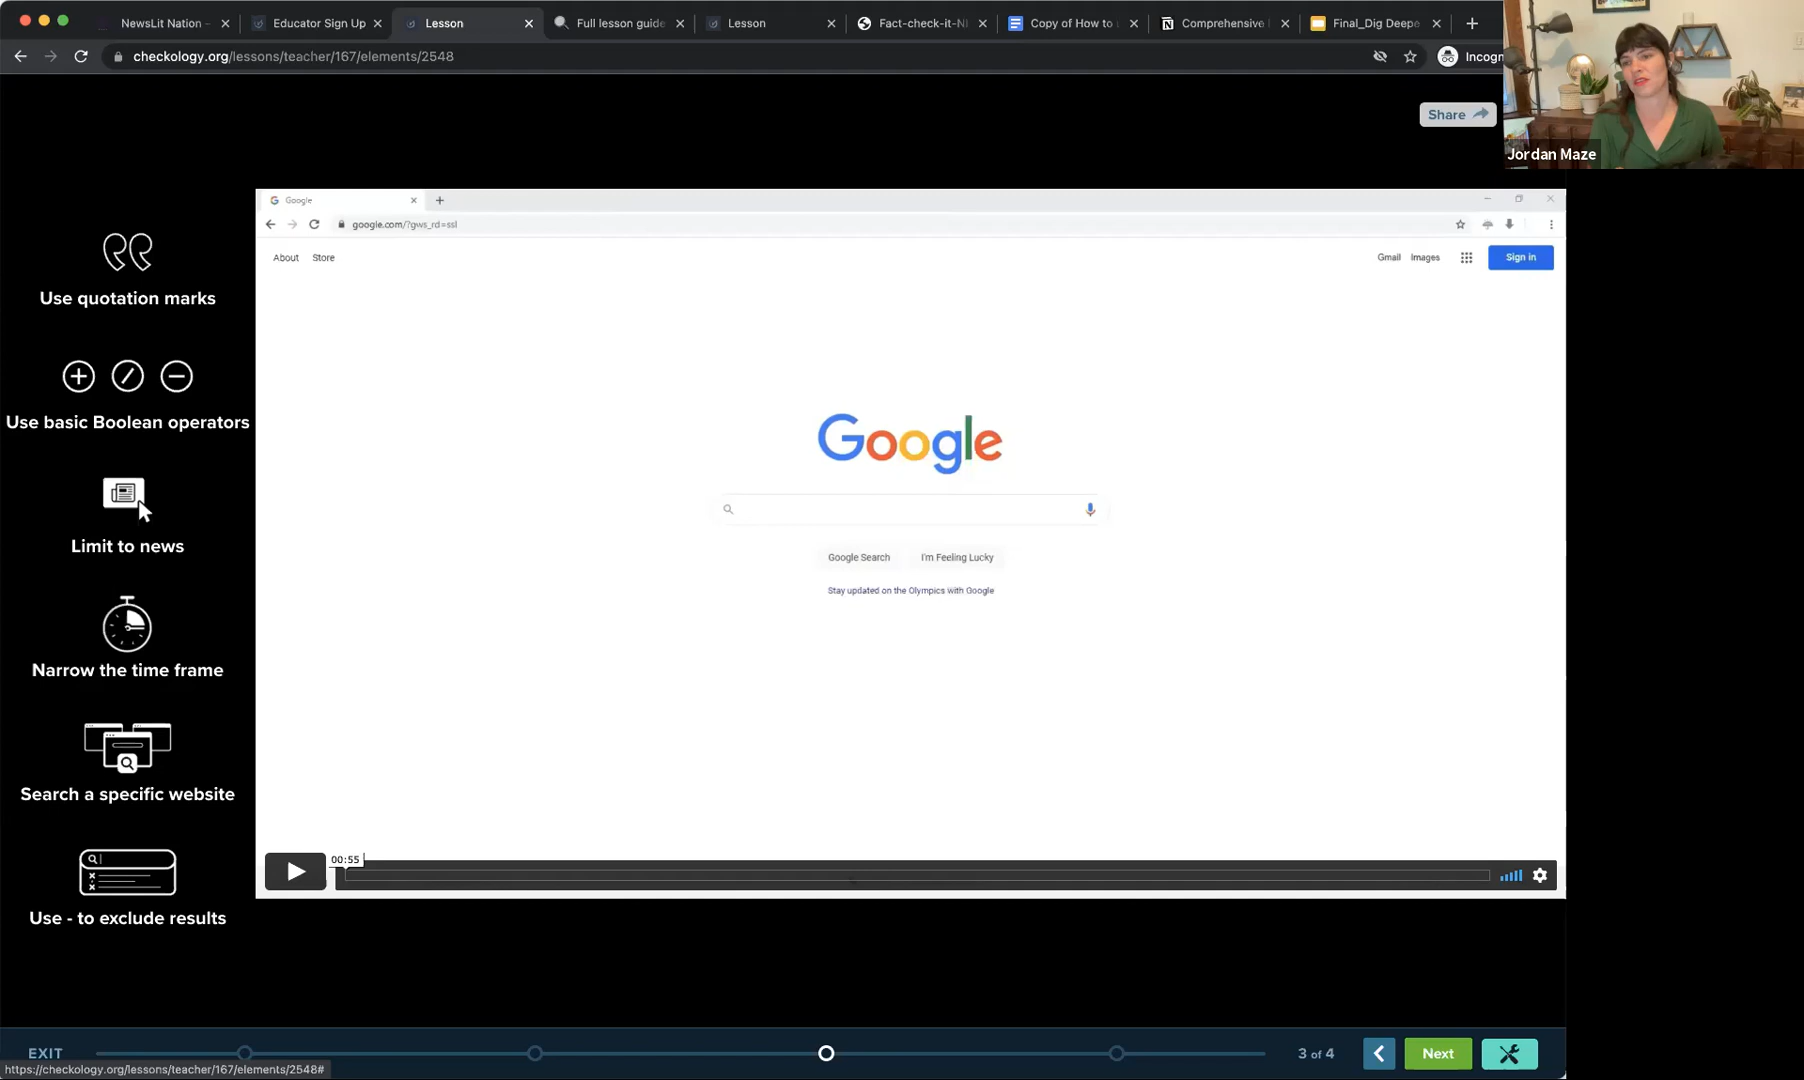 NewsLit Nation -
Educator Sign Up
Lesson
Full lesson guide
Lesson
Fact-check-it-N
Copy of How to
Comprehensive
Final_Dig Deepe
checkology.org/lessons/teacher/167/elements/2548
Incogn
Share
Jordan Maze
Google
google.com/?gws_rd=ssl
About Store
Gmail Images
Sign in
Use quotation marks
Use basic Boolean operators
Limit to news
Narrow the time frame
Search a specific website
Use - to exclude results
Google
Google Search I'm Feeling Lucky
Stay updated on the Olympics with Google
00:55
EXIT
3 of 4
Next
https://checkology.org/lessons/teacher/167/elements/2548#